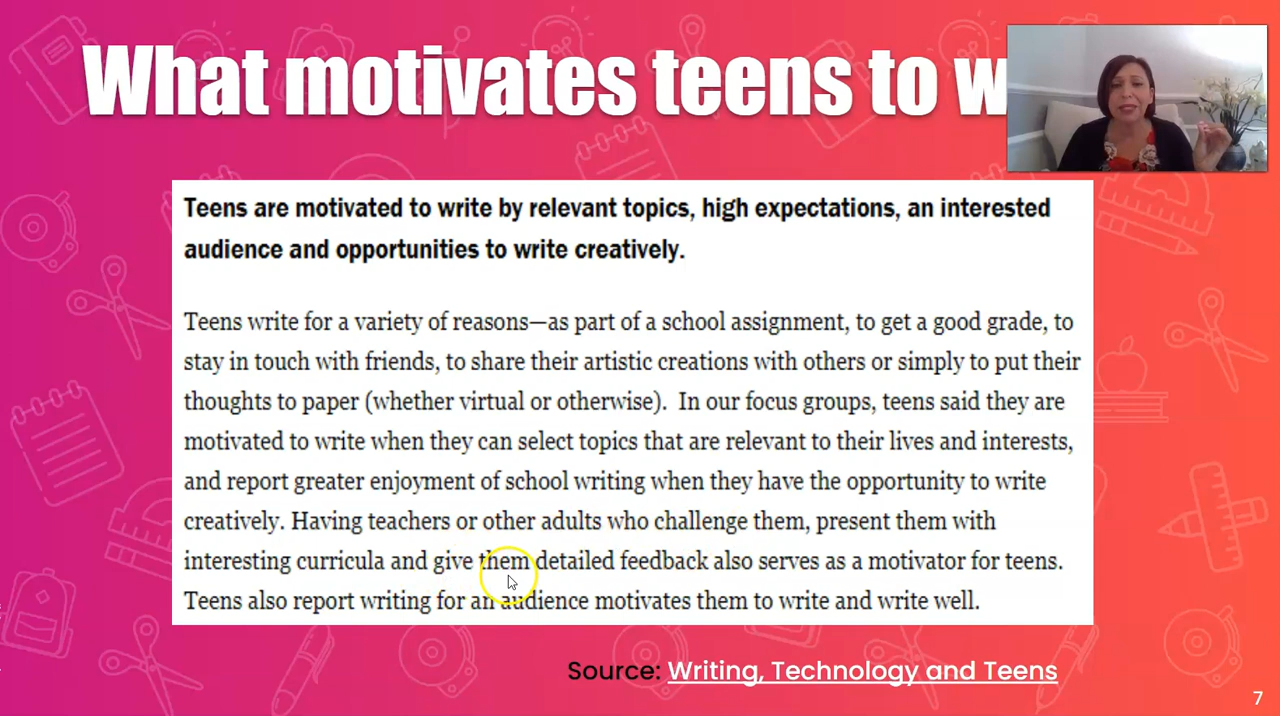 What motivates teens to w
Teens are motivated to write by relevant topics, high expectations, an interested
audience and opportunities to write creatively.
Teens write for a variety of reasons—as part of a school assignment, to get a good grade, to
stay in touch with friends, to share their artistic creations with others or simply to put their
thoughts to paper (whether virtual or otherwise).  In our focus groups, teens said they are
motivated to write when they can select topics that are relevant to their lives and interests,
and report greater enjoyment of school writing when they have the opportunity to write
creatively. Having teachers or other adults who challenge them, present them with
interesting curricula and give them detailed feedback also serves as a motivator for teens.
Teens also report writing for an audience motivates them to write and write well.
Source: Writing, Technology and Teens
7